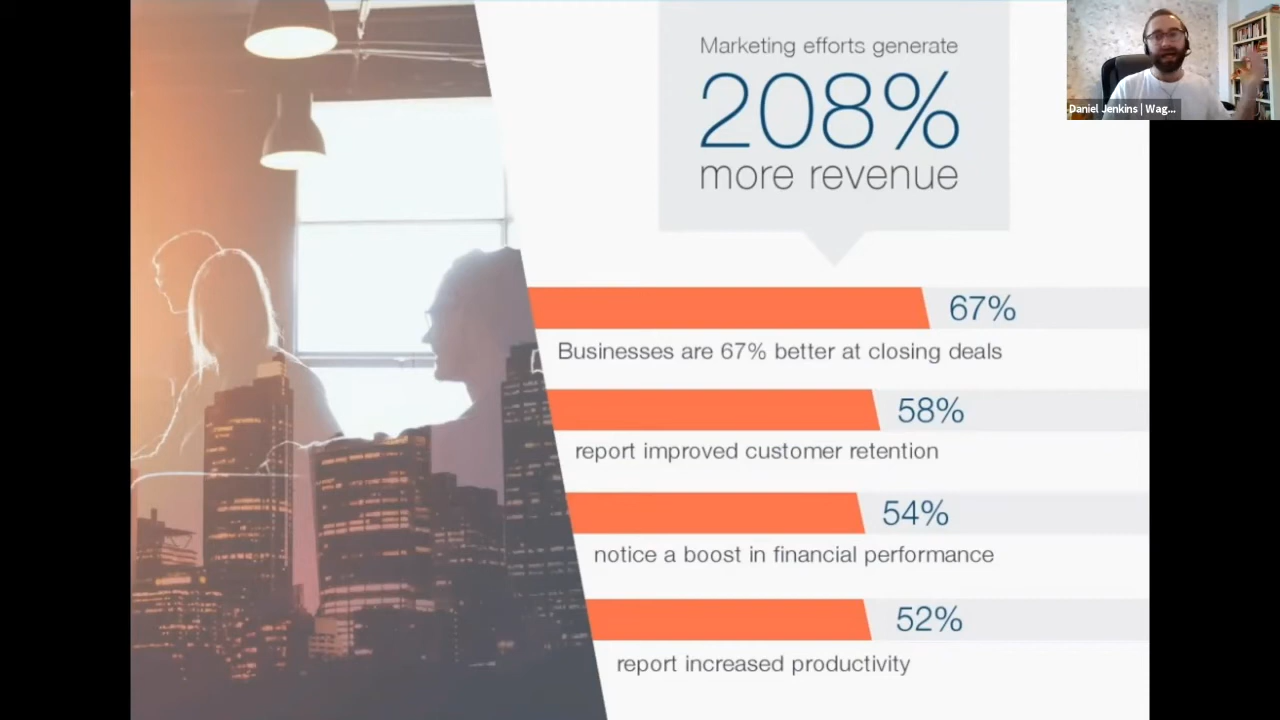 Marketing efforts generate
208%
more revenue
Daniel Jenkins | Wag...
67%
Businesses are 67% better at closing deals
58%
report improved customer retention
54%
notice a boost in financial performance
52%
report increased productivity